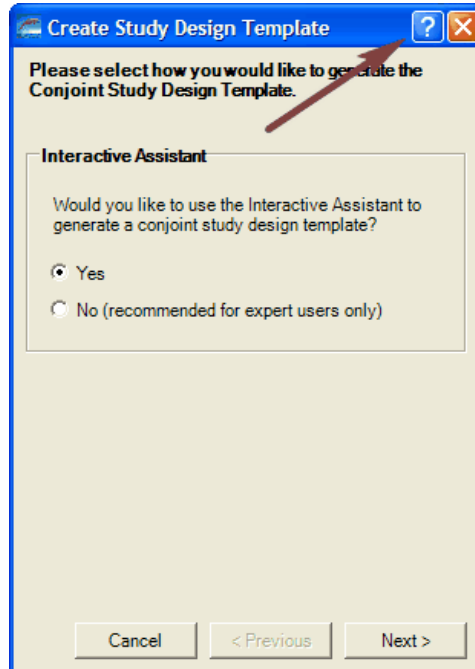 Create Study Design Template ?
Please select how you would like to generate the
Conjoint Study Design Template.
Interactive Assistant
Would you like to use the Interactive Assistant to
generate a conjoint study design template?
Yes
No (recommended for expert users only)
Cancel < Previous Next >